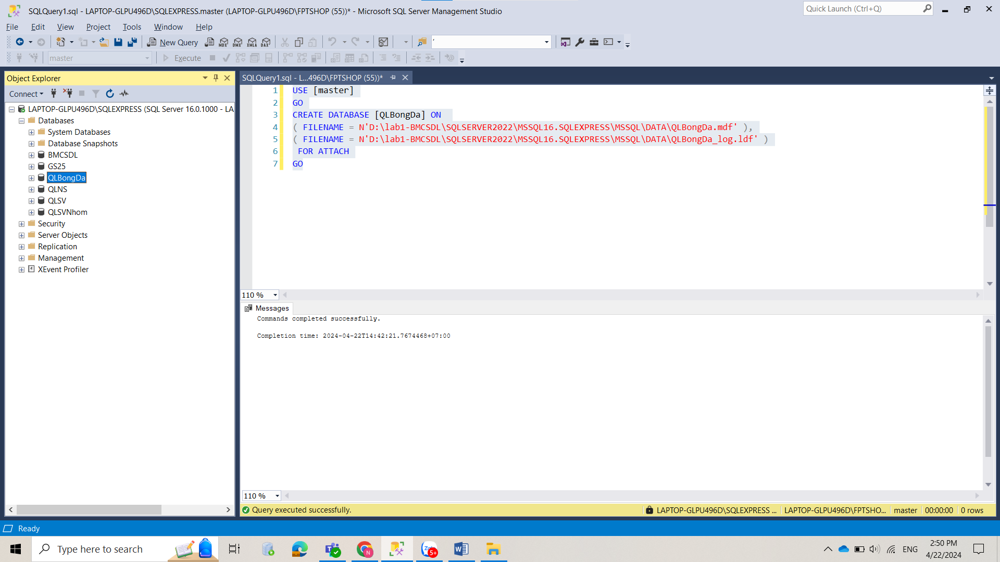 SQLQuery1.sql - LAPTOP-GLPU496D\SQLEXPRESS.master (LAPTOP-GLPU496D\FPTSHOP (55))* - Microsoft SQL Server Management Studio
Quick Launch (Ctrl+Q)
File Edit View Project Tools Window Help
New Query MDX DMX XMLA DAX '
master Execute
Object Explorer
Connect
LAPTOP-GLPU496D\SQLEXPRESS (SQL Server 16.0.1000 - LA
Databases
System Databases
Database Snapshots
BMCSDL
GS25
QLBongDa
QLNS
QLSV
QLSVNhom
Security
Server Objects
Replication
Management
XEvent Profiler
SQLQuery1.sql - L...496D\FPTSHOP (55))*
1 USE [master]
2 GO
3 CREATE DATABASE [QLBongDa] ON
4 ( FILENAME = N'D:\lab1-BMCSDL\SQLSERVER2022\MSSQL16.SQLEXPRESS\MSSQL\DATA\QLBongDa.mdf' ),
5 ( FILENAME = N'D:\lab1-BMCSDL\SQLSERVER2022\MSSQL16.SQLEXPRESS\MSSQL\DATA\QLBongDa_log.ldf' )
6 FOR ATTACH
7 GO
110 %
Messages
Commands completed successfully.
Completion time: 2024-04-22T14:42:21.7674468+07:00
110 %
Query executed successfully.
LAPTOP-GLPU496D\SQLEXPRESS ... LAPTOP-GLPU496D\FPTSHO... master 00:00:00 0 rows
Ready
Type here to search
N
5+
ENG
2:50 PM
4/22/2024